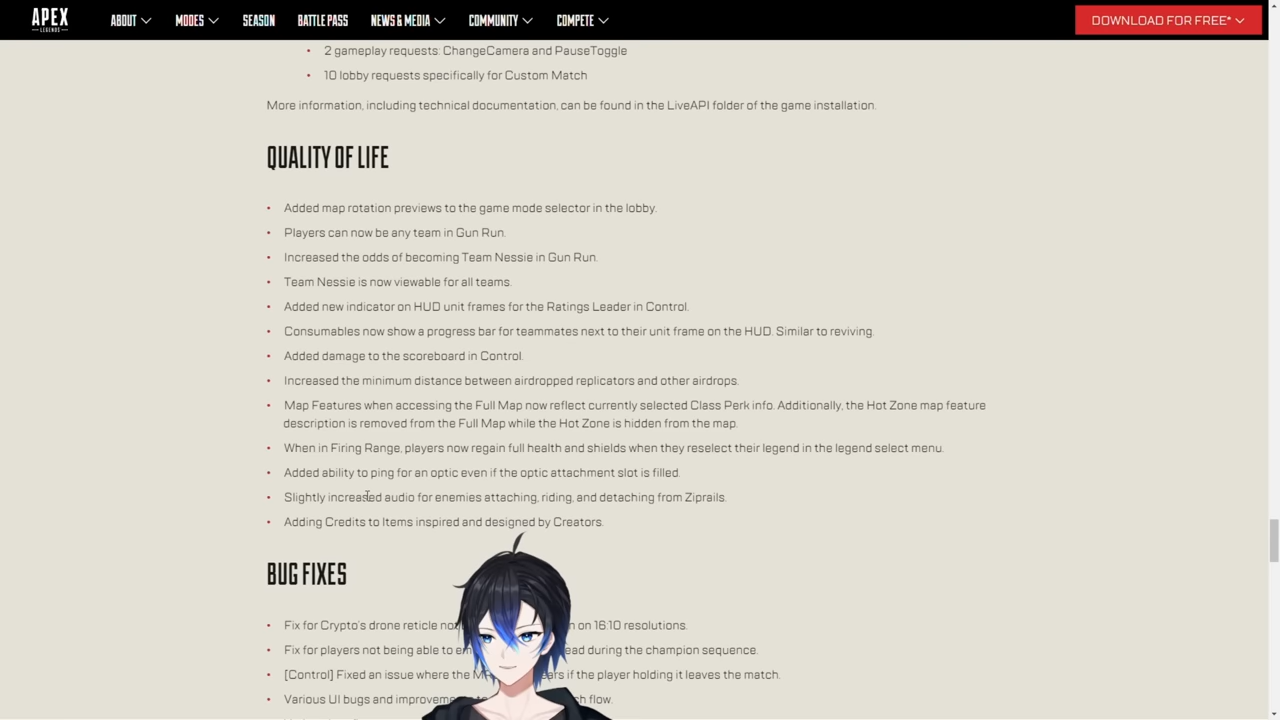 APEX
LEGENDS
ABOUT
MODES
SEASON
BATTLE PASS
NEWS & MEDIA
COMMUNITY
COMPETE
DOWNLOAD FOR FREE*
2 gameplay requests: ChangeCamera and PauseToggle
10 lobby requests specifically for Custom Match
More information, including technical documentation, can be found in the LiveAPI folder of the game installation.
QUALITY OF LIFE
Added map rotation previews to the game mode selector in the lobby.
Players can now be any team in Gun Run.
Increased the odds of becoming Team Nessie in Gun Run.
Team Nessie is now viewable for all teams.
Added new indicator on HUD unit frames for the Ratings Leader in Control.
Consumables now show a progress bar for teammates next to their unit frame on the HUD. Similar to reviving.
Added damage to the scoreboard in Control.
Increased the minimum distance between airdropped replicators and other airdrops.
Map Features when accessing the Full Map now reflect currently selected Class Perk info. Additionally, the Hot Zone map feature
description is removed from the Full Map while the Hot Zone is hidden from the map.
When in Firing Range, players now regain full health and shields when they reselect their legend in the legend select menu.
Added ability to ping for an optic even if the optic attachment slot is filled.
Slightly increased audio for enemies attaching, riding, and detaching from Ziprails.
Adding Credits to Items inspired and designed by Creators.
BUG FIXES
Fix for Crypto's drone reticle on 16:10 resolutions.
Fix for players not being able to during the champion sequence.
[Control] Fixed an issue where the if the player holding it leaves the match.
Various UI bugs and flow.